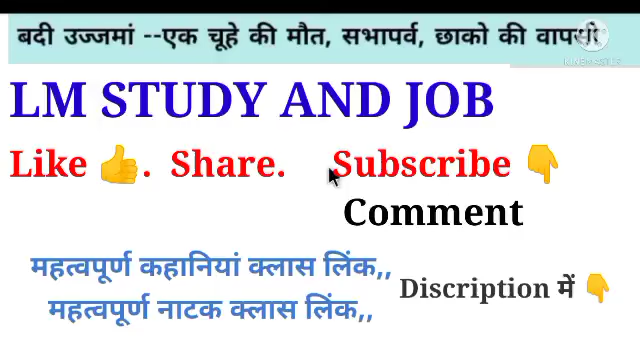 बदी उज्जमां --एक चूहे की मौत, सभापर्व, छाको की वापसी
LM STUDY AND JOB
Like 👍. Share. Subscribe 👇
Comment
महत्वपूर्ण कहानियां क्लास लिंक,,
महत्वपूर्ण नाटक क्लास लिंक,,
Discription में 👇